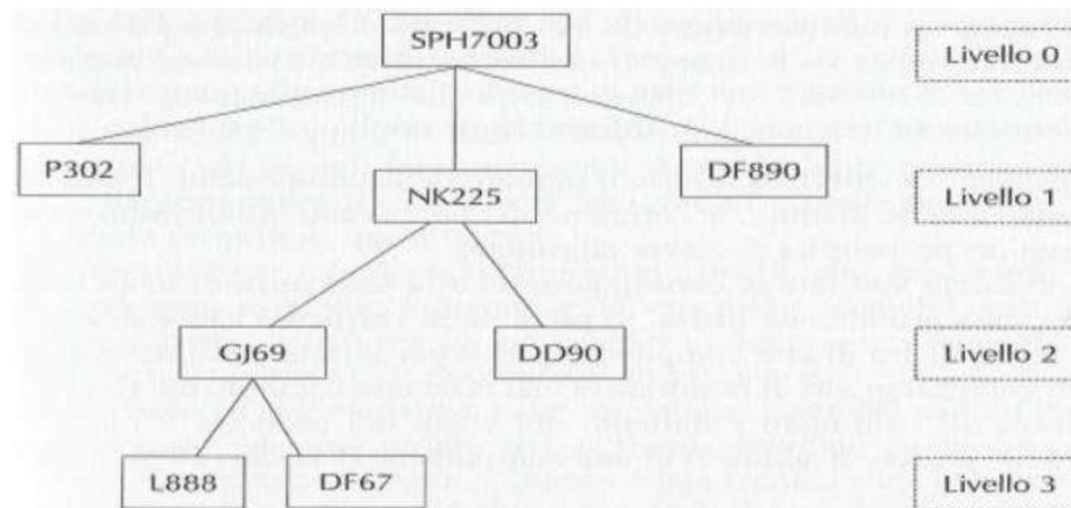 SPH7003
Livello 0
P302
NK225
DF890
Livello 1
GJ69
DD90
Livello 2
L888
DF67
Livello 3